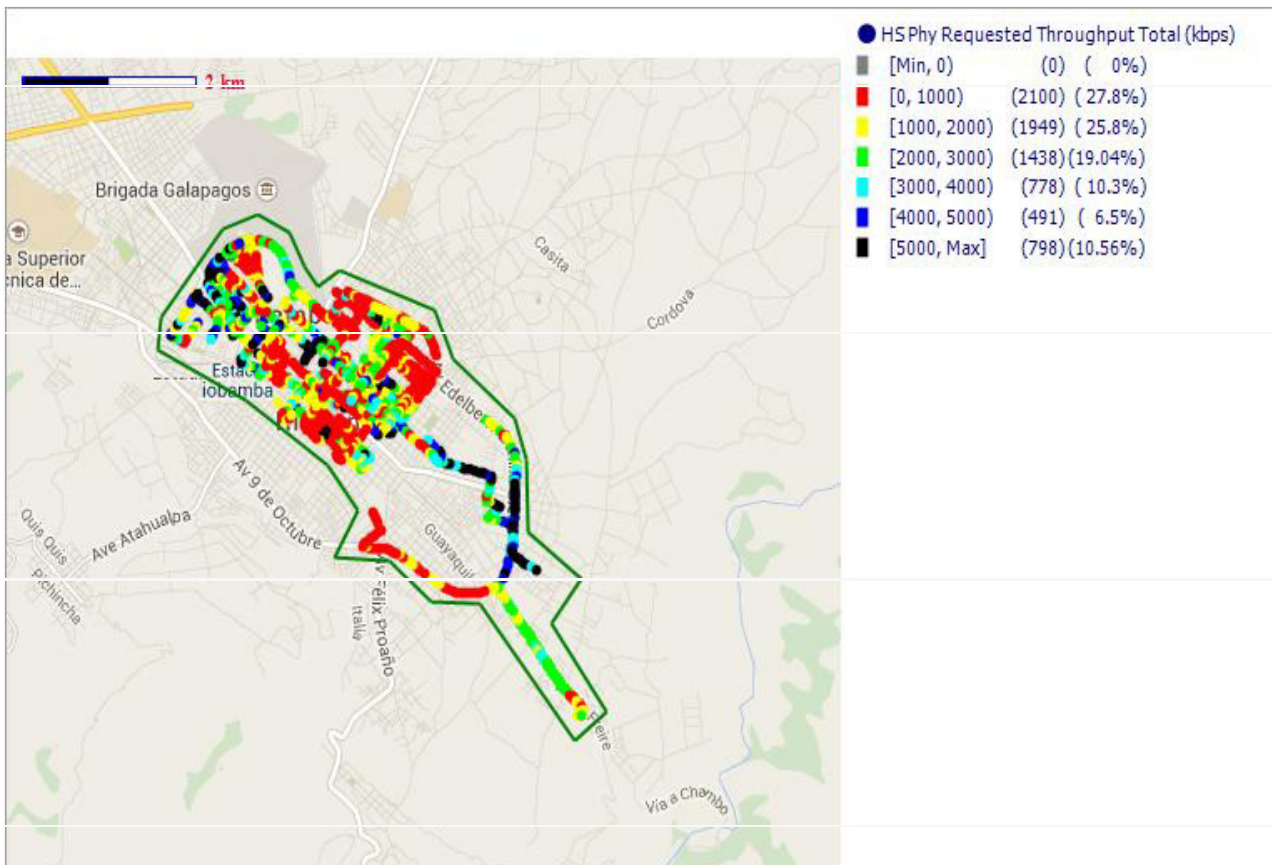 HS Phy Requested Throughput Total (kbps)
[Min, 0) (0) ( 0%)
[0, 1000) (2100) ( 27.8%)
[1000, 2000) (1949) ( 25.8%)
[2000, 3000) (1438) (19.04%)
[3000, 4000) (778) ( 10.3%)
[4000, 5000) (491) ( 6.5%)
[5000, Max] (798) (10.56%)
2 km
Brigada Galapagos
a Superior
cnica de...
Casita
Cordova
Estac
iobamba
Edelbe
Av 9 de Octubre
Ave Atahualpa
Quis Quis
Pichincha
Guayaquil
Av Félix Proaño
Italia
Freire
Vía a Chambo